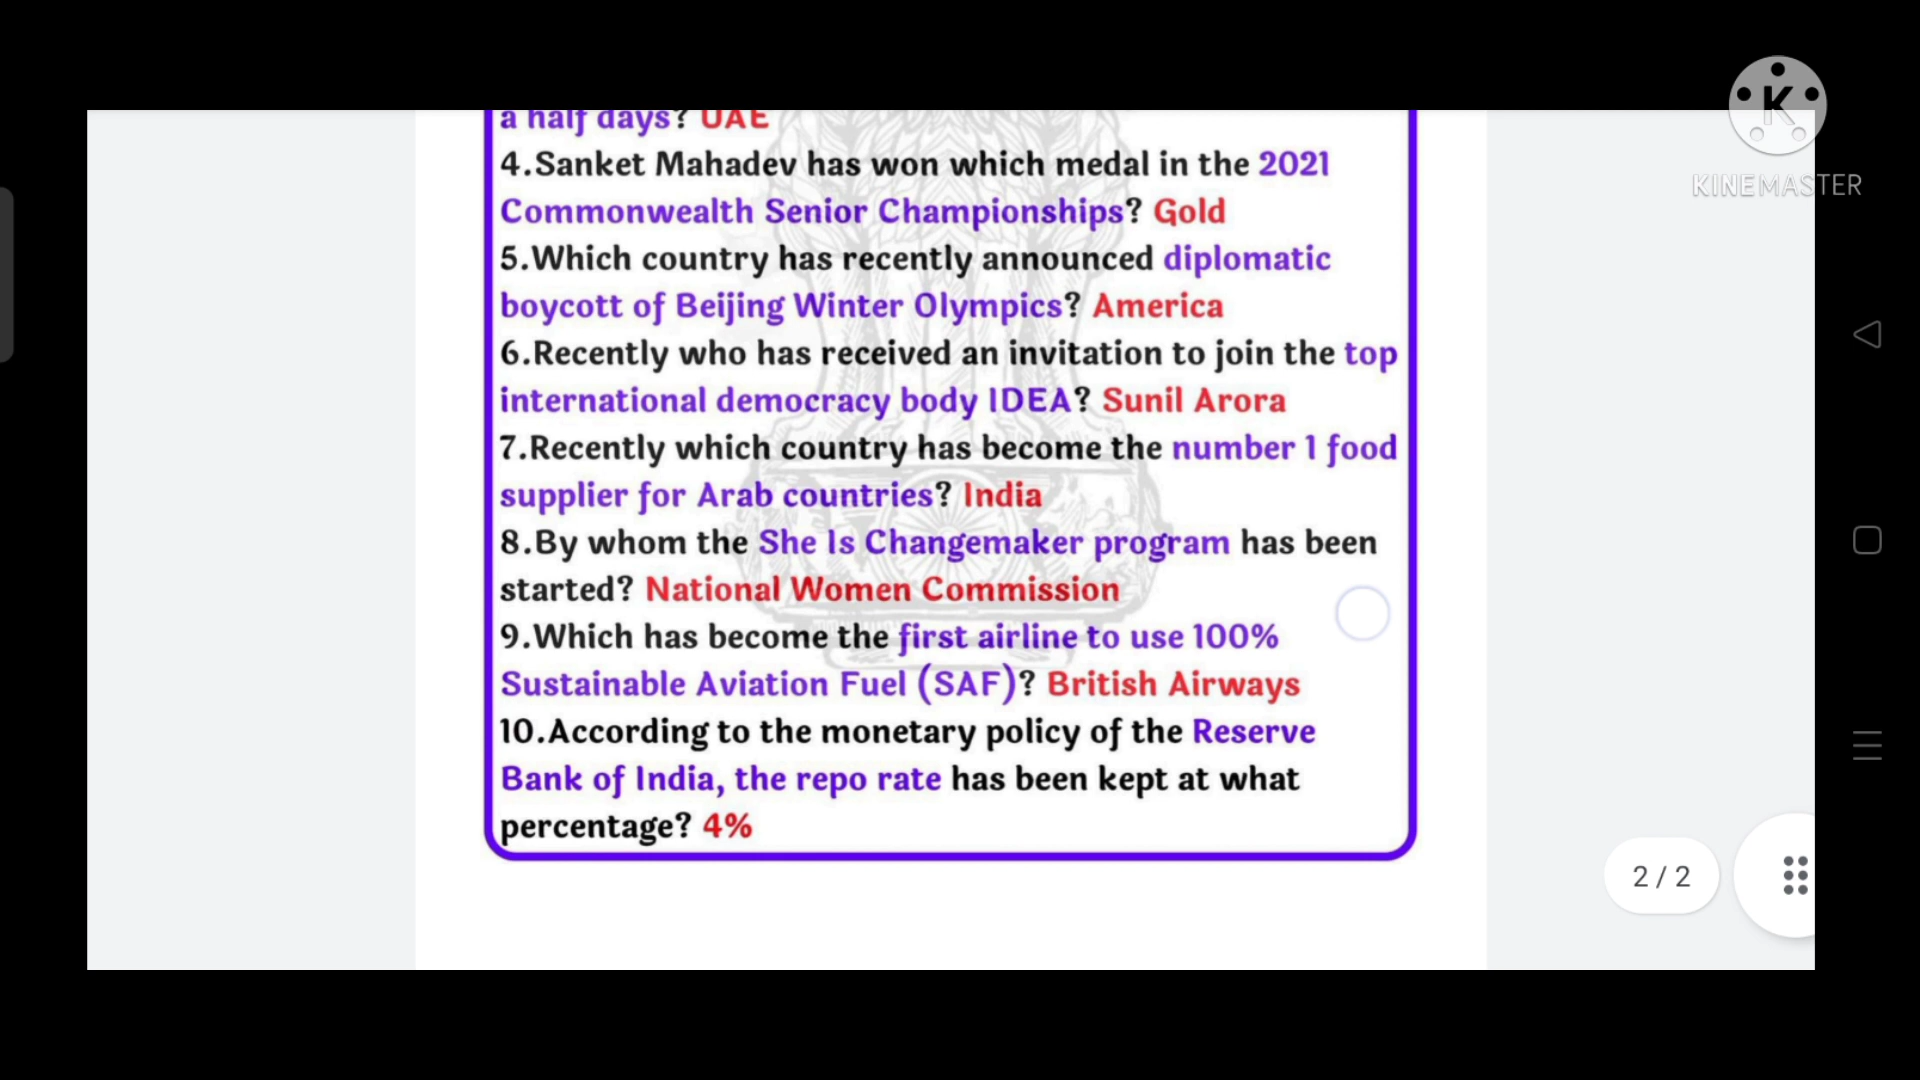 a half days? UAE
4.Sanket Mahadev has won which medal in the 2021
Commonwealth Senior Championships? Gold
5.Which country has recently announced diplomatic
boycott of Beijing Winter Olympics? America
6.Recently who has received an invitation to join the top
international democracy body IDEA? Sunil Arora
7.Recently which country has become the number 1 food
supplier for Arab countries? India
8.By whom the She Is Changemaker program has been
started? National Women Commission
9.Which has become the first airline to use 100%
Sustainable Aviation Fuel (SAF)? British Airways
10.According to the monetary policy of the Reserve
Bank of India, the repo rate has been kept at what
percentage? 4%
K
KINEMASTER
2 / 2